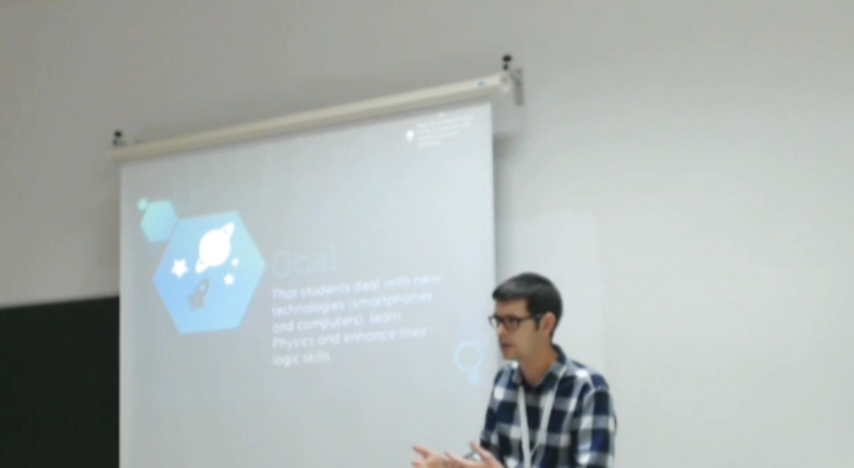 Goal
That students deal with new
technologies (smartphones
and computers), learn
Physics and enhance their
logic skills